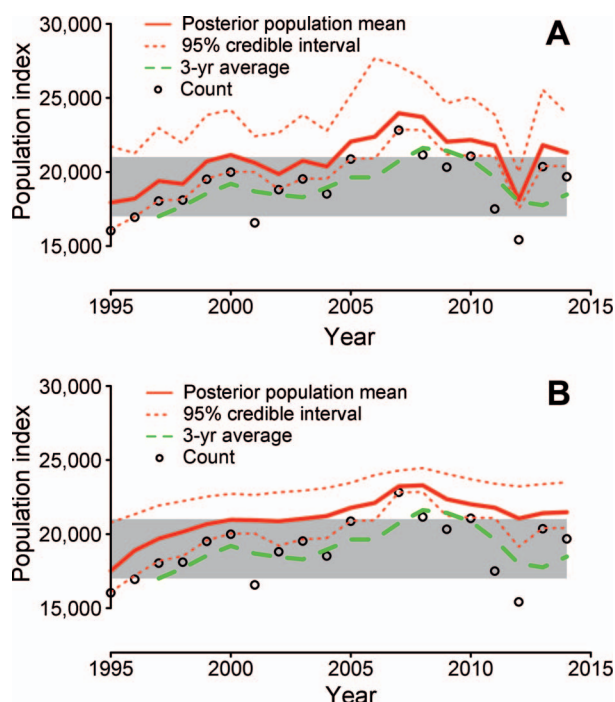 A
30,000
25,000
20,000
15,000
Population index
Posterior population mean
95% credible interval
3-yr average
Count
1995
2000
2005
2010
2015
Year
B
30,000
25,000
20,000
15,000
Population index
Posterior population mean
95% credible interval
3-yr average
Count
1995
2000
2005
2010
2015
Year